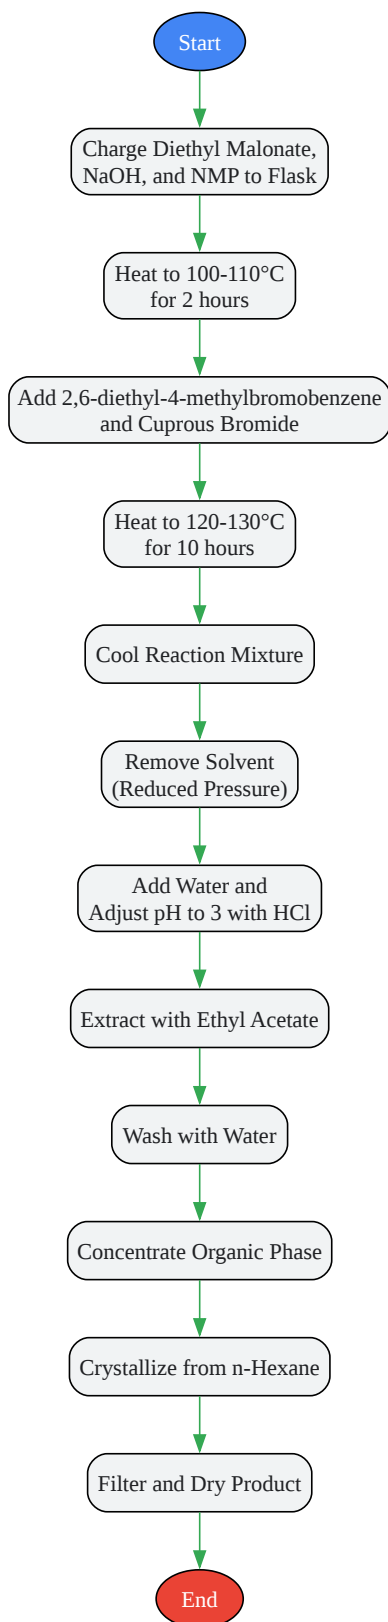 Start
Charge Diethyl Malonate,
NaOH, and NMP to Flask
Heat to 100-110°C
for 2 hours
Add 2,6-diethyl-4-methylbromobenzene
and Cuprous Bromide
Heat to 120-130°C
for 10 hours
Cool Reaction Mixture
Remove Solvent
(Reduced Pressure)
Add Water and
Adjust pH to 3 with HCl
Extract with Ethyl Acetate
Wash with Water
Concentrate Organic Phase
Crystallize from n-Hexane
Filter and Dry Product
End